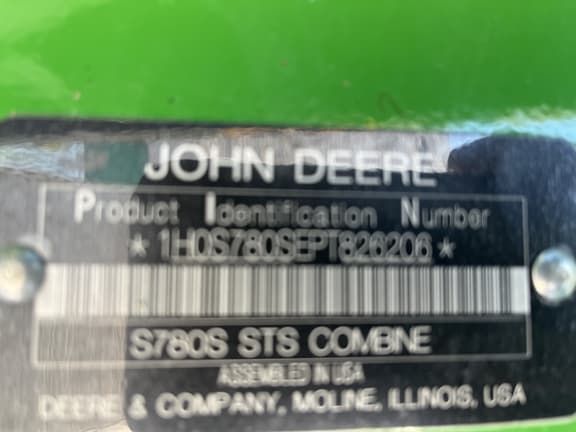 JOHN DEERE
Product Identification Number
* 1H0S780SEPT826206 *
S780S STS COMBINE
ASSEMBLED IN USA
DEERE & COMPANY, MOLINE, ILLINOIS, USA